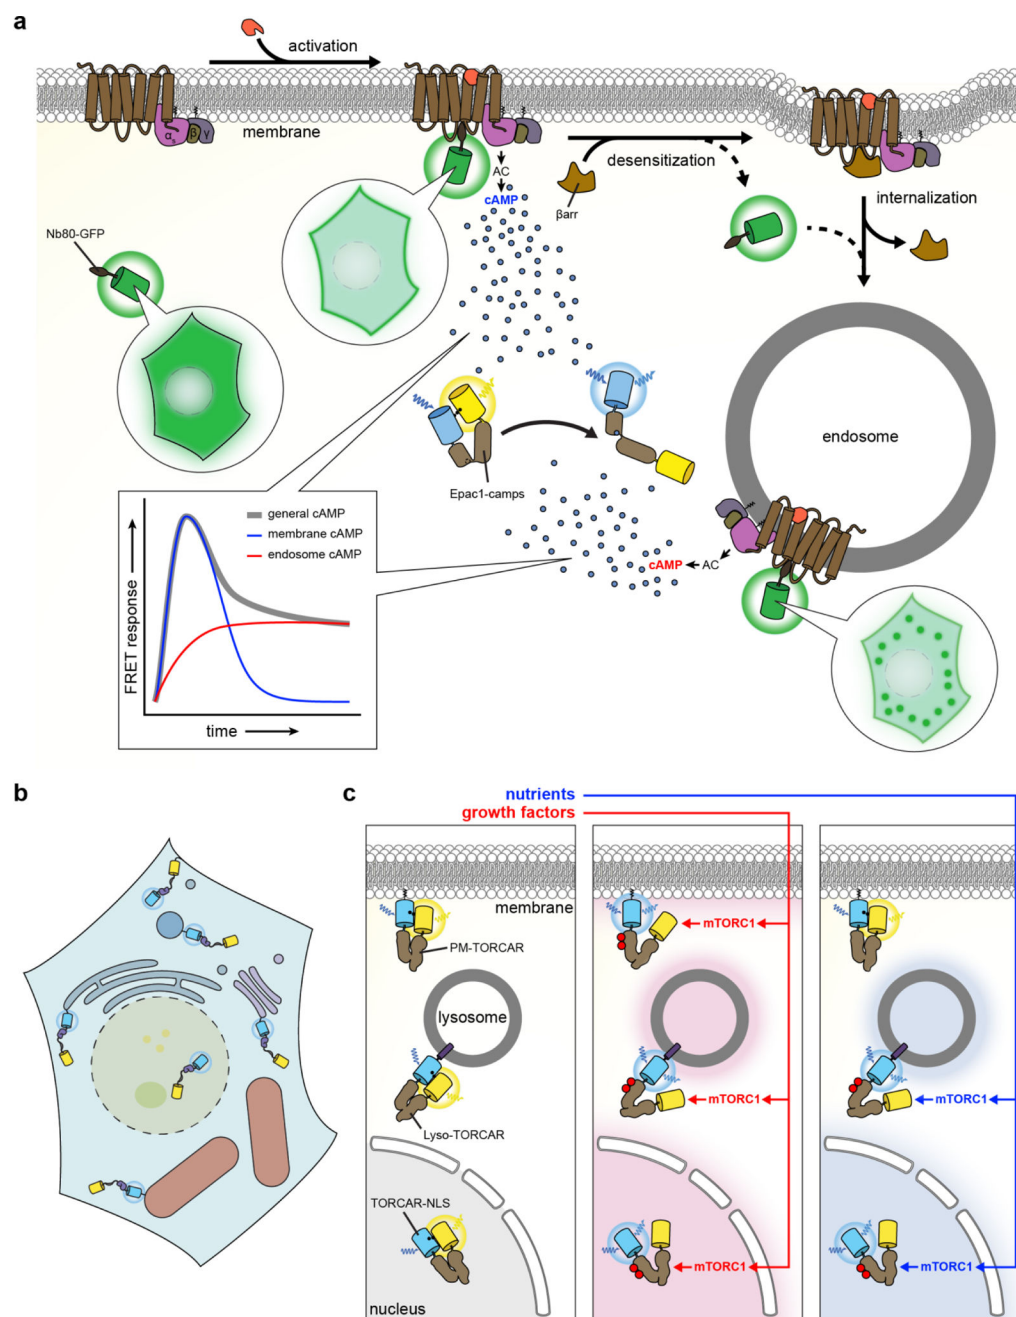 a
activation
membrane
αs
β
γ
AC
cAMP
desensitization
βarr
internalization
Nb80-GFP
endosome
Epac1-camps
general cAMP
membrane cAMP
endosome cAMP
FRET response
time
cAMP
AC
b
c
nutrients
growth factors
membrane
PM-TORCAR
lysosome
Lyso-TORCAR
TORCAR-NLS
nucleus
mTORC1
mTORC1
mTORC1
mTORC1
mTORC1